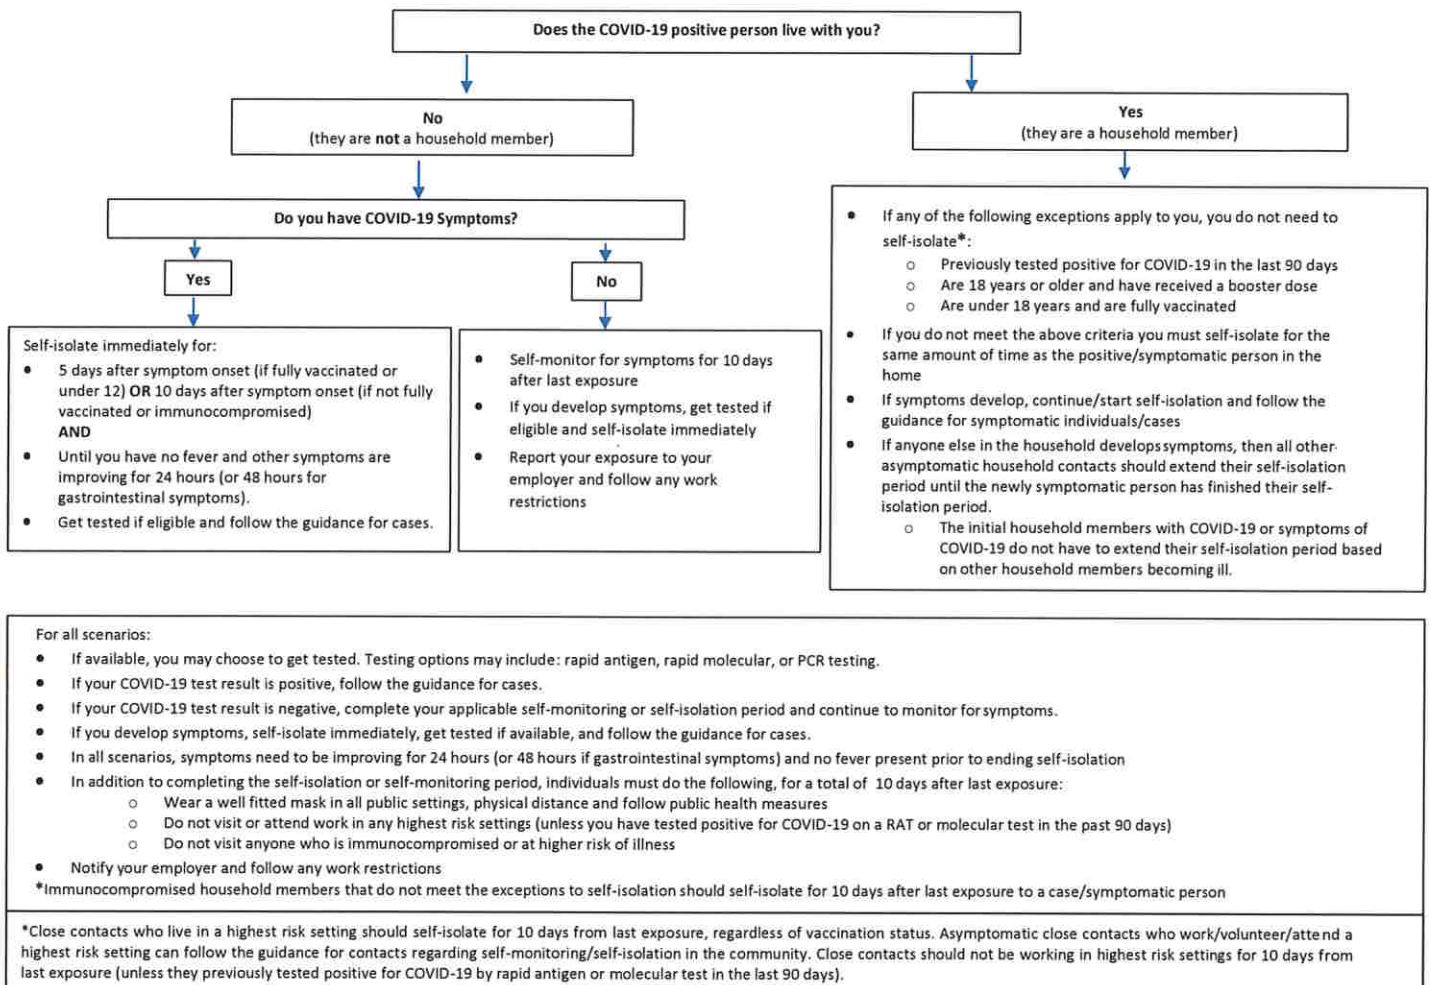 Does the COVID-19 positive person live with you?
No
(they are not a household member)
Yes
(they are a household member)
Do you have COVID-19 Symptoms?
Yes
No
Self-isolate immediately for:
• 5 days after symptom onset (if fully vaccinated or
under 12) OR 10 days after symptom onset (if not fully
vaccinated or immunocompromised)
AND
• Until you have no fever and other symptoms are
improving for 24 hours (or 48 hours for
gastrointestinal symptoms).
• Get tested if eligible and follow the guidance for cases.
• Self-monitor for symptoms for 10 days
after last exposure
• If you develop symptoms, get tested if
eligible and self-isolate immediately
• Report your exposure to your
employer and follow any work
restrictions
• If any of the following exceptions apply to you, you do not need to
self-isolate*:
o Previously tested positive for COVID-19 in the last 90 days
o Are 18 years or older and have received a booster dose
o Are under 18 years and are fully vaccinated
• If you do not meet the above criteria you must self-isolate for the
same amount of time as the positive/symptomatic person in the
home
• If symptoms develop, continue/start self-isolation and follow the
guidance for symptomatic individuals/cases
• If anyone else in the household develops symptoms, then all other
asymptomatic household contacts should extend their self-isolation
period until the newly symptomatic person has finished their self-
isolation period.
o The initial household members with COVID-19 or symptoms of
COVID-19 do not have to extend their self-isolation period based
on other household members becoming ill.
For all scenarios:
• If available, you may choose to get tested. Testing options may include: rapid antigen, rapid molecular, or PCR testing.
• If your COVID-19 test result is positive, follow the guidance for cases.
• If your COVID-19 test result is negative, complete your applicable self-monitoring or self-isolation period and continue to monitor for symptoms.
• If you develop symptoms, self-isolate immediately, get tested if available, and follow the guidance for cases.
• In all scenarios, symptoms need to be improving for 24 hours (or 48 hours if gastrointestinal symptoms) and no fever present prior to ending self-isolation
• In addition to completing the self-isolation or self-monitoring period, individuals must do the following, for a total of 10 days after last exposure:
o Wear a well fitted mask in all public settings, physical distance and follow public health measures
o Do not visit or attend work in any highest risk settings (unless you have tested positive for COVID-19 on a RAT or molecular test in the past 90 days)
o Do not visit anyone who is immunocompromised or at higher risk of illness
• Notify your employer and follow any work restrictions
*Immunocompromised household members that do not meet the exceptions to self-isolation should self-isolate for 10 days after last exposure to a case/symptomatic person
*Close contacts who live in a highest risk setting should self-isolate for 10 days from last exposure, regardless of vaccination status. Asymptomatic close contacts who work/volunteer/attend a
highest risk setting can follow the guidance for contacts regarding self-monitoring/self-isolation in the community. Close contacts should not be working in highest risk settings for 10 days from
last exposure (unless they previously tested positive for COVID-19 by rapid antigen or molecular test in the last 90 days).